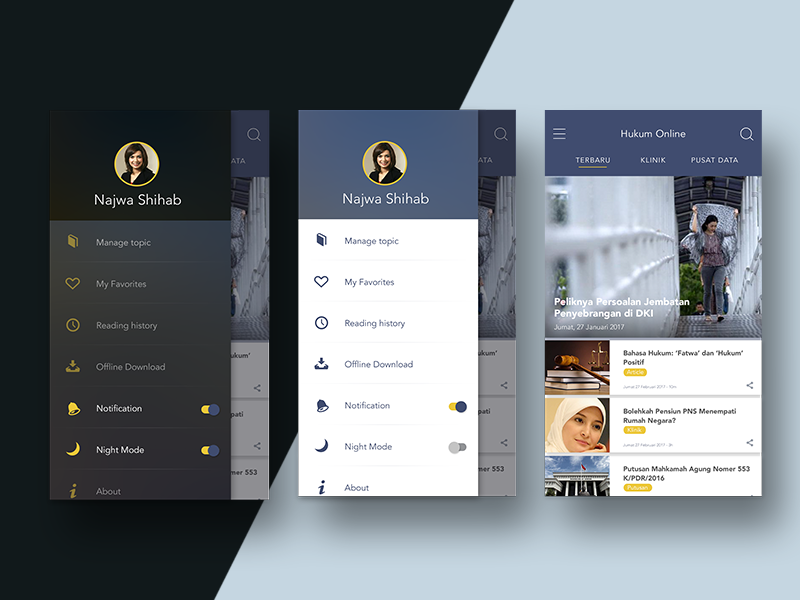 ATA
Najwa Shihab
Manage topic
My Favorites
Reading history
Offline Download
Notification
Night Mode
About
ukum'
pati
mer 553
ATA
Najwa Shihab
Manage topic
My Favorites
Reading history
Offline Download
Notification
Night Mode
About
ukum'
pati
mer 553
Hukum Online
TERBARU KLINIK PUSAT DATA
Peliknya Persoalan Jembatan
Penyebrangan di DKI
Jumat, 27 Januari 2017
Bahasa Hukum: 'Fatwa' dan 'Hukum'
Positif
Article
Jumat 27 Februari 2017 - 10m
Bolehkah Pensiun PNS Menempati
Rumah Negara?
Klinik
Jumat 27 Februari 2017 - 3h
Putusan Mahkamah Agung Nomer 553
K/PDR/2016
Putusan